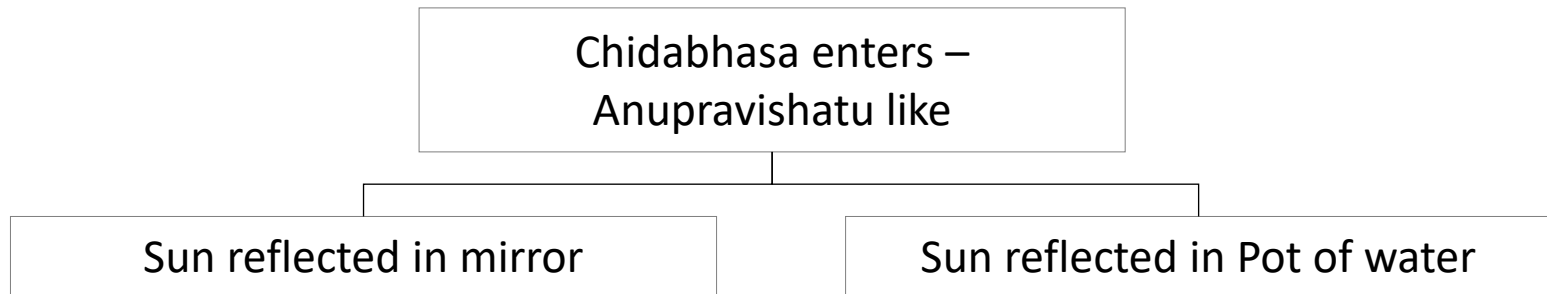 Chidabhasa enters –
Anupravishatu like
Sun reflected in mirror
Sun reflected in Pot of water